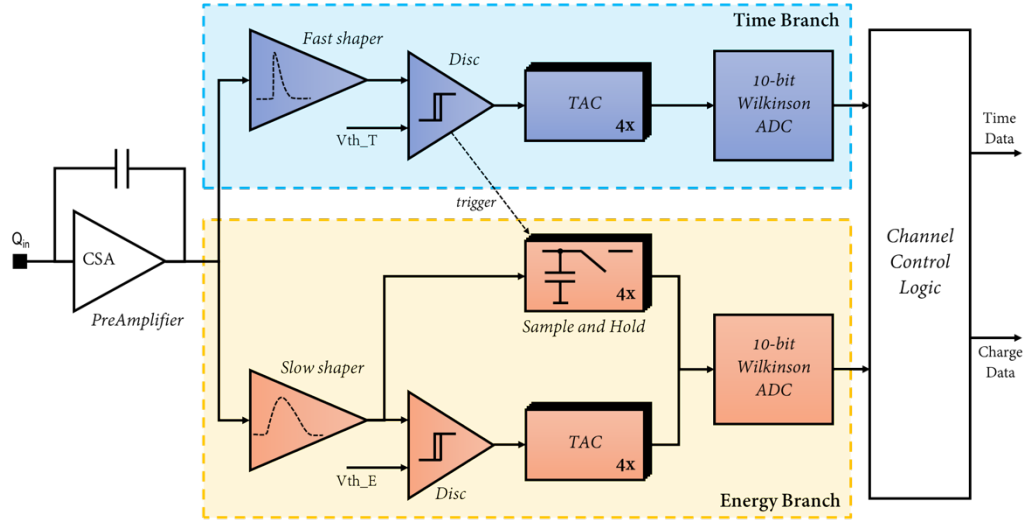 Time Branch
Fast shaper
Disc
Vth_T
TAC
4x
10-bit
Wilkinson
ADC
trigger
Qin
CSA
PreAmplifier
4x
Sample and Hold
Slow shaper
Vth_E
Disc
TAC
4x
10-bit
Wilkinson
ADC
Energy Branch
Channel
Control
Logic
Time
Data
Charge
Data